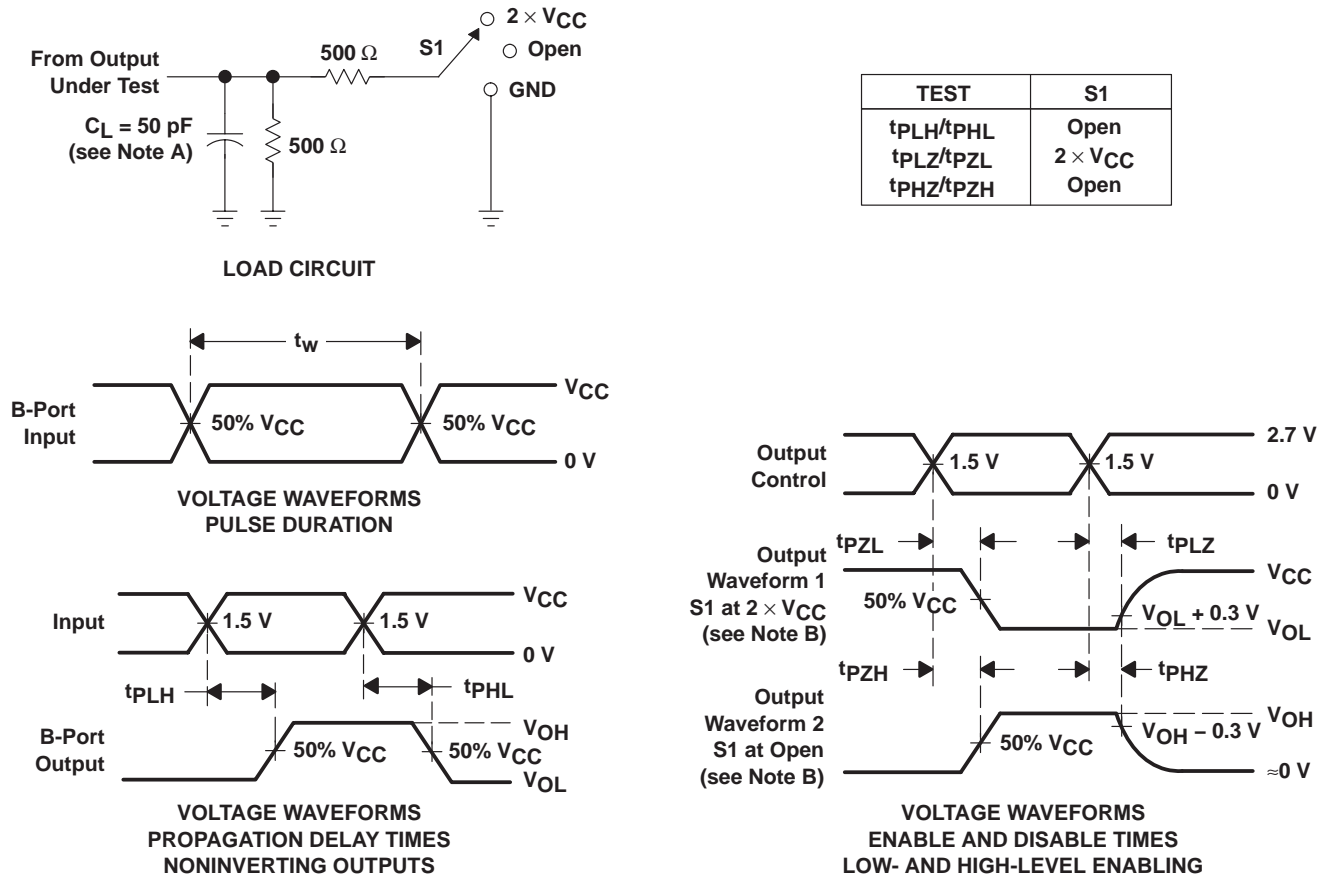 From Output
Under Test
CL = 50 pF
(see Note A)
500 Ω
500 Ω
S1
2 × VCC
Open
GND
LOAD CIRCUIT
TEST S1
tPLH/tPHL Open
tPLZ/tPZL 2 × VCC
tPHZ/tPZH Open
tw
B-Port
Input
50% VCC
50% VCC
VCC
0 V
VOLTAGE WAVEFORMS
PULSE DURATION
Input
1.5 V
1.5 V
VCC
0 V
tPLH
tPHL
B-Port
Output
50% VCC
50% VCC
VOH
VOL
VOLTAGE WAVEFORMS
PROPAGATION DELAY TIMES
NONINVERTING OUTPUTS
Output
Control
1.5 V
1.5 V
2.7 V
0 V
tPZL
tPLZ
Output
Waveform 1
S1 at 2 × VCC
(see Note B)
50% VCC
VCC
VOL + 0.3 V
VOL
tPZH
tPHZ
Output
Waveform 2
S1 at Open
(see Note B)
50% VCC
VOH
VOH − 0.3 V
≈0 V
VOLTAGE WAVEFORMS
ENABLE AND DISABLE TIMES
LOW- AND HIGH-LEVEL ENABLING